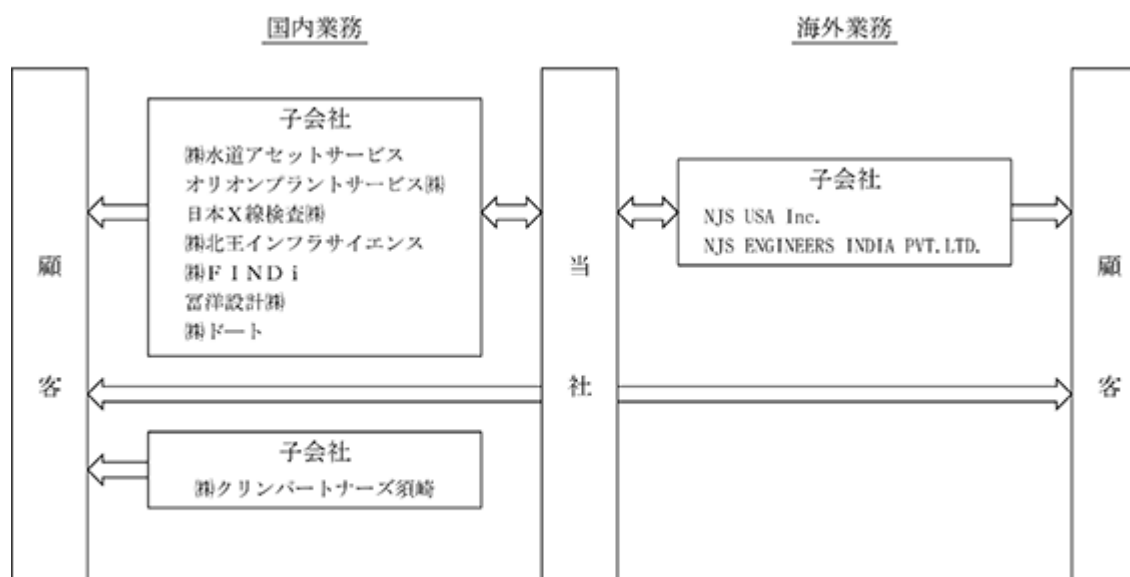 国内業務
海外業務
顧客
子会社
㈱水道アセットサービス
オリオンプラントサービス㈱
日本X線検査㈱
㈱北王インフラサイエンス
㈱ＦＩＮＤｉ
冨洋設計㈱
㈱ドート
子会社
㈱クリンパートナーズ須崎
当社
子会社
NJS USA Inc.
NJS ENGINEERS INDIA PVT.LTD.
顧客